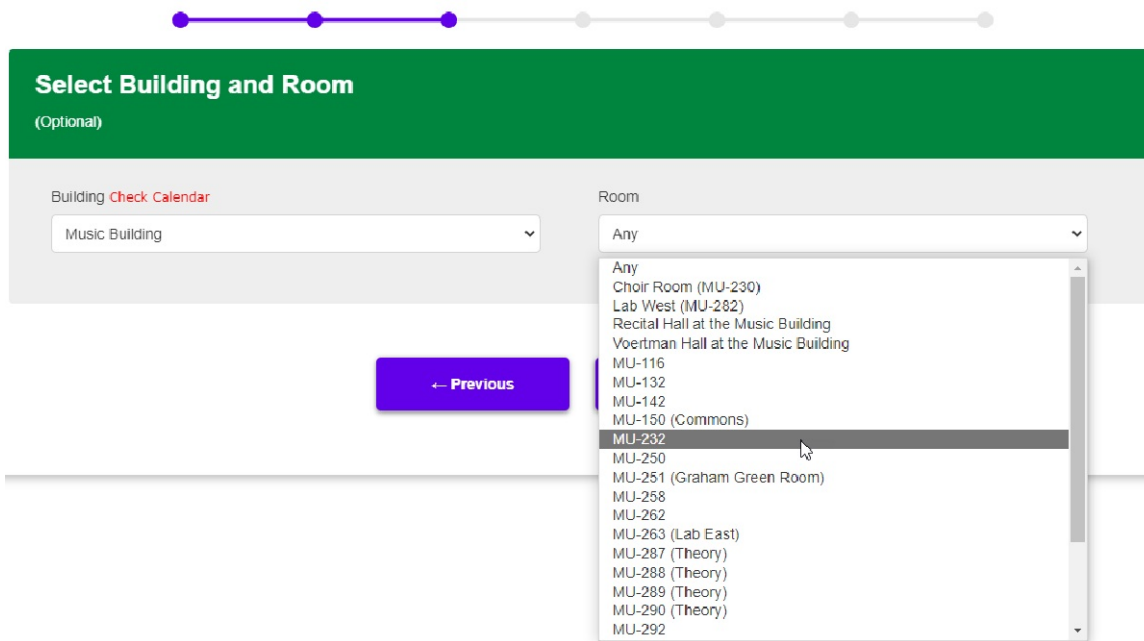 Select Building and Room
(Optional)
Building Check Calendar
Music Building
Room
Any
Any
Choir Room (MU-230)
Lab West (MU-282)
Recital Hall at the Music Building
Voertman Hall at the Music Building
MU-116
MU-132
MU-142
MU-150 (Commons)
MU-232
MU-250
MU-251 (Graham Green Room)
MU-258
MU-262
MU-263 (Lab East)
MU-287 (Theory)
MU-288 (Theory)
MU-289 (Theory)
MU-290 (Theory)
MU-292
← Previous